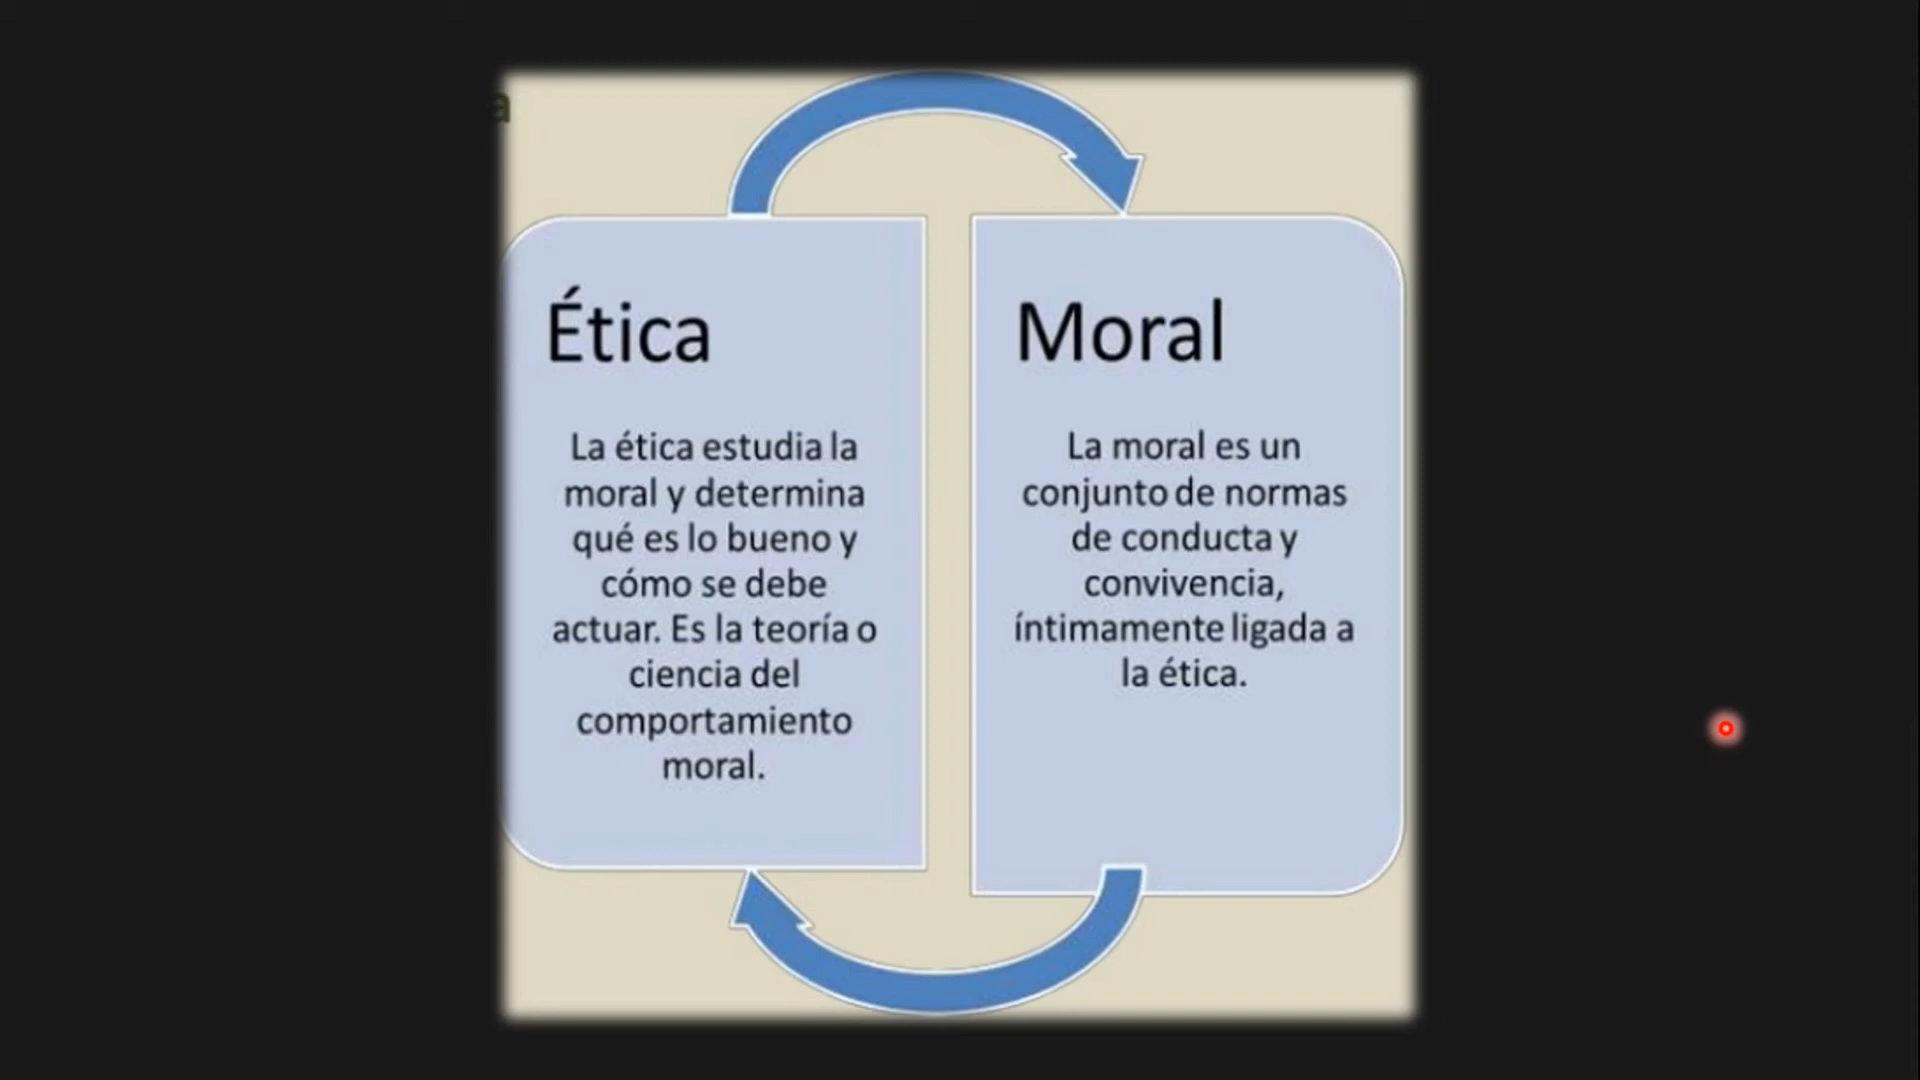 a
Ética
La ética estudia la
moral y determina
qué es lo bueno y
cómo se debe
actuar. Es la teoría o
ciencia del
comportamiento
moral.
Moral
La moral es un
conjunto de normas
de conducta y
convivencia,
íntimamente ligada a
la ética.